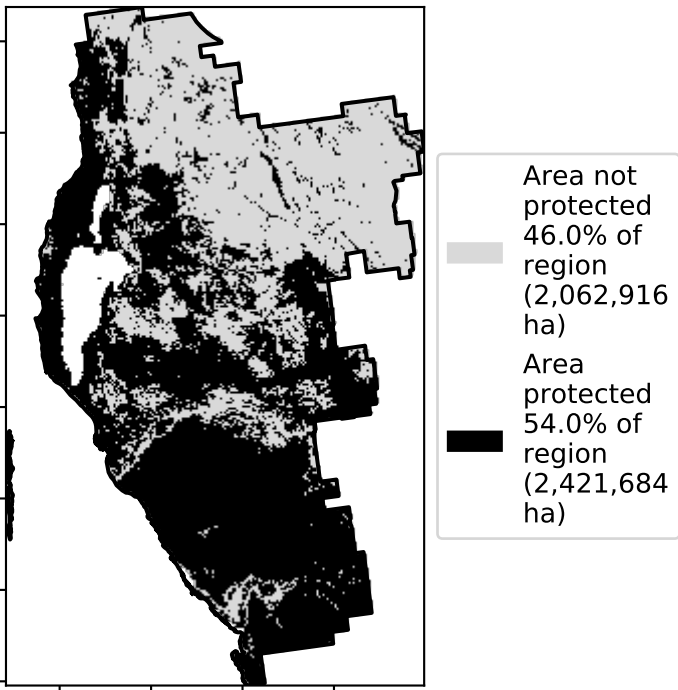 Area not
protected
46.0% of
region
(2,062,916
ha)
Area
protected
54.0% of
region
(2,421,684
ha)